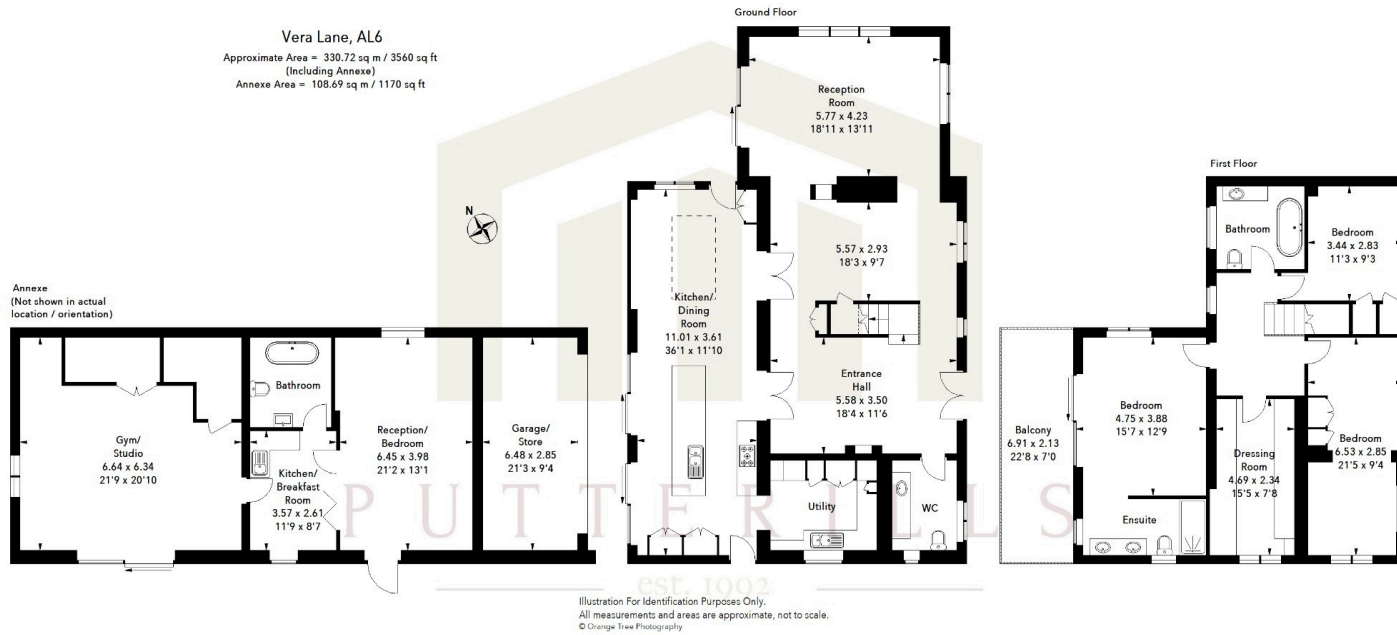 Vera Lane, AL6
Approximate Area = 330.72 sq m / 3560 sq ft
(Including Annexe)
Annexe Area = 108.69 sq m / 1170 sq ft
N
Annexe
(Not shown in actual
location / orientation)
Gym/
Studio
6.64 x 6.34
21'9 x 20'10
Bathroom
Kitchen/
Breakfast
Room
3.57 x 2.61
11'9 x 8'7
Reception/
Bedroom
6.45 x 3.98
21'2 x 13'1
Garage/
Store
6.48 x 2.85
21'3 x 9'4
Ground Floor
Reception
Room
5.77 x 4.23
18'11 x 13'11
5.57 x 2.93
18'3 x 9'7
Kitchen/
Dining
Room
11.01 x 3.61
36'1 x 11'10
Entrance
Hall
5.58 x 3.50
18'4 x 11'6
Utility
WC
First Floor
Bathroom
Bedroom
3.44 x 2.83
11'3 x 9'3
Balcony
6.91 x 2.13
22'8 x 7'0
Bedroom
4.75 x 3.88
15'7 x 12'9
Dressing
Room
4.69 x 2.34
15'5 x 7'8
Bedroom
6.53 x 2.85
21'5 x 9'4
Ensuite
PUTTERILLS
est. 1992
Illustration For Identification Purposes Only.
All measurements and areas are approximate, not to scale.
© Orange Tree Photography